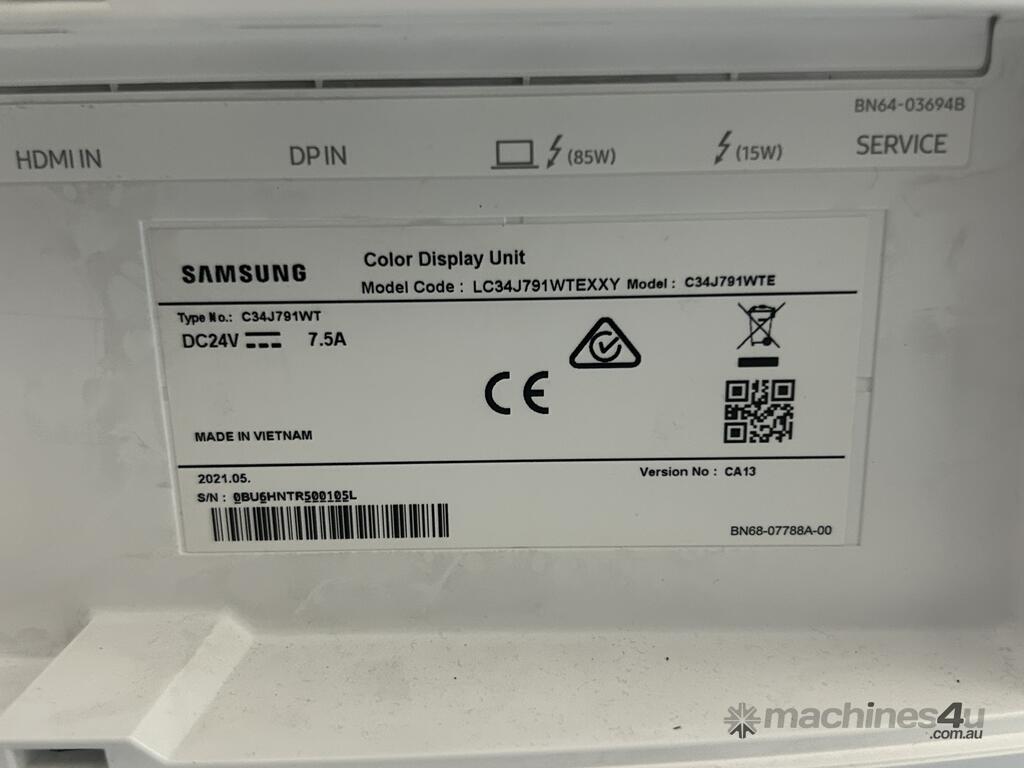 BN64-03694B
HDMI IN DP IN (85W) (15W) SERVICE
SAMSUNG Color Display Unit
Model Code : LC34J791WTEXXY Model : C34J791WTE
Type No.: C34J791WT
DC24V 7.5A
CE
MADE IN VIETNAM
2021.05. Version No : CA13
S/N : 0BU6HNTR500105L
BN68-07788A-00
machines4u
.com.au